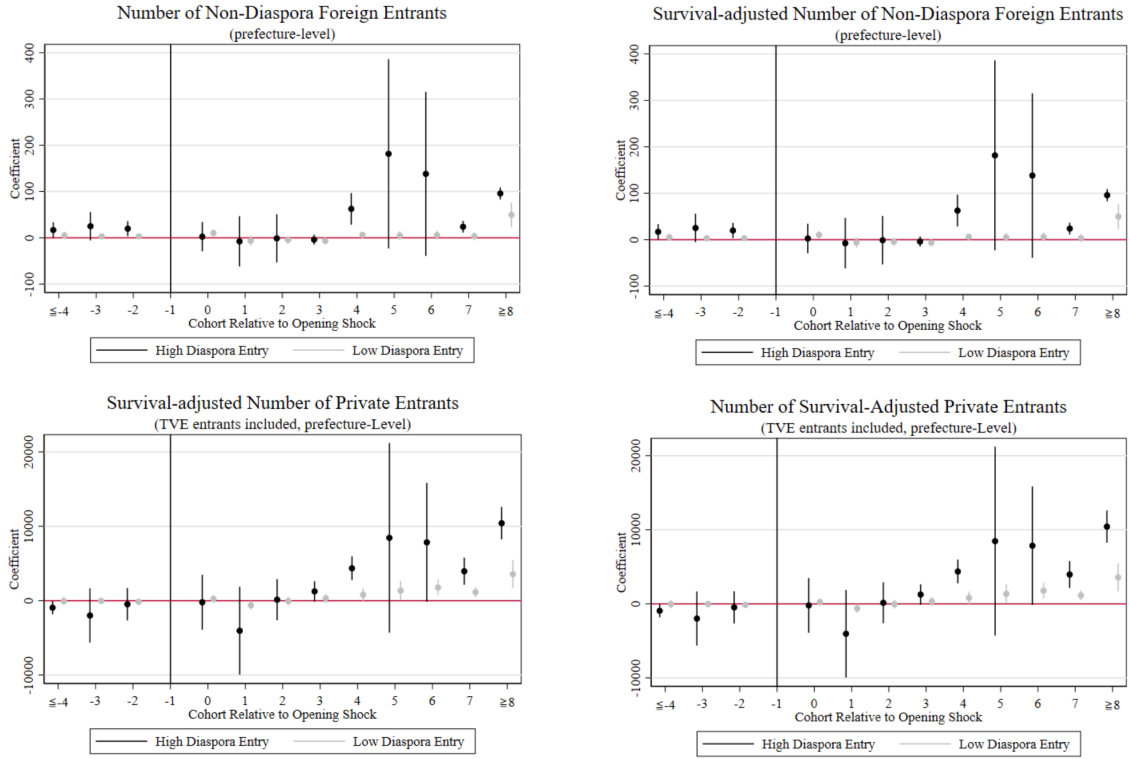 Number of Non-Diaspora Foreign Entrants
(prefecture-level)
Coefficient
400
300
200
100
0
-100
≦-4 -3 -2 -1 0 1 2 3 4 5 6 7 ≧8
Cohort Relative to Opening Shock
High Diaspora Entry Low Diaspora Entry
Survival-adjusted Number of Non-Diaspora Foreign Entrants
(prefecture-level)
Coefficient
400
300
200
100
0
-100
≦-4 -3 -2 -1 0 1 2 3 4 5 6 7 ≧8
Cohort Relative to Opening Shock
High Diaspora Entry Low Diaspora Entry
Survival-adjusted Number of Private Entrants
(TVE entrants included, prefecture-Level)
Coefficient
20000
10000
0
-10000
≦-4 -3 -2 -1 0 1 2 3 4 5 6 7 ≧8
Cohort Relative to Opening Shock
High Diaspora Entry Low Diaspora Entry
Number of Survival-Adjusted Private Entrants
(TVE entrants included, prefecture-Level)
Coefficient
20000
10000
0
-10000
≦-4 -3 -2 -1 0 1 2 3 4 5 6 7 ≧8
Cohort Relative to Opening Shock
High Diaspora Entry Low Diaspora Entry